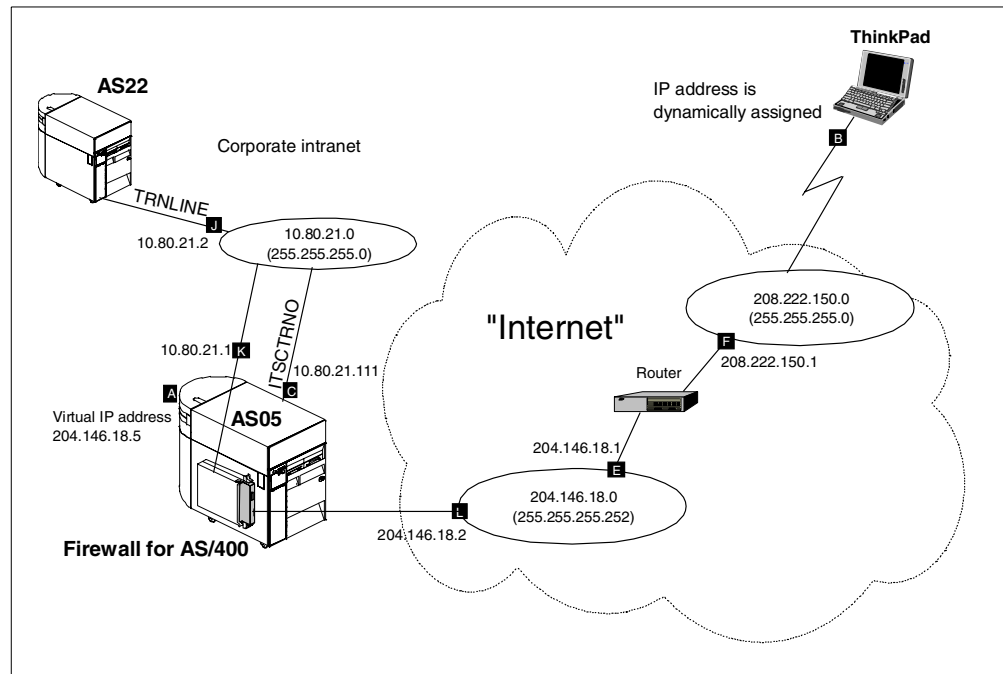 ThinkPad
AS22
IP address is
dynamically assigned
B
Corporate intranet
TRNLINE
J
10.80.21.2
10.80.21.0
(255.255.255.0)
"Internet"
208.222.150.0
(255.255.255.0)
F
208.222.150.1
ITSCTRNO
10.80.21.1
K
10.80.21.111
C
Router
A
AS05
Virtual IP address
204.146.18.5
204.146.18.1
E
204.146.18.0
(255.255.255.252)
L
204.146.18.2
Firewall for AS/400